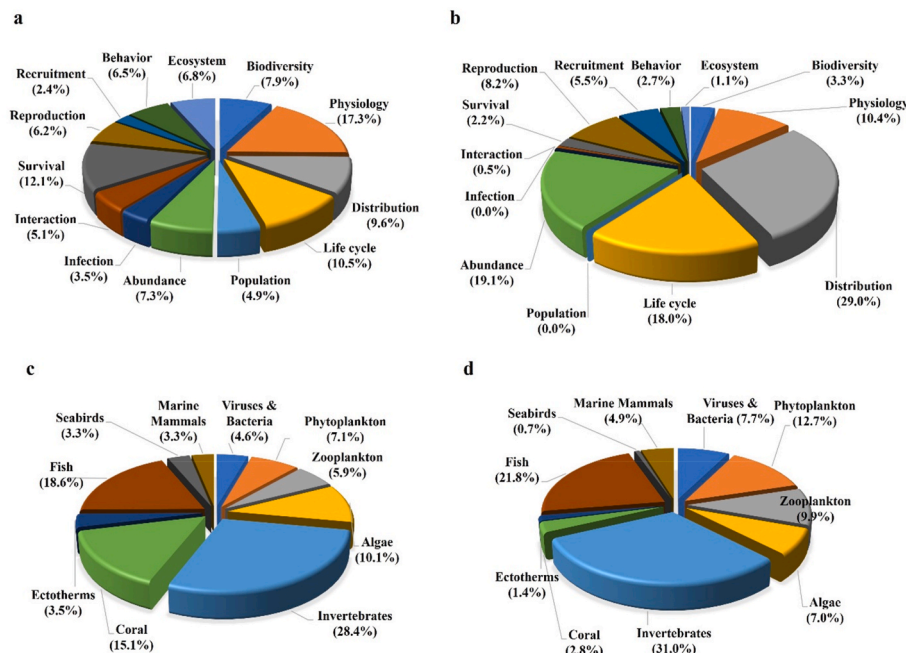 a
Ecosystem
(6.8%)
Biodiversity
(7.9%)
Physiology
(17.3%)
Distribution
(9.6%)
Life cycle
(10.5%)
Population
(4.9%)
Abundance
(7.3%)
Infection
(3.5%)
Interaction
(5.1%)
Survival
(12.1%)
Reproduction
(6.2%)
Recruitment
(2.4%)
Behavior
(6.5%)
b
Ecosystem
(1.1%)
Biodiversity
(3.3%)
Physiology
(10.4%)
Distribution
(29.0%)
Life cycle
(18.0%)
Population
(0.0%)
Abundance
(19.1%)
Infection
(0.0%)
Interaction
(0.5%)
Survival
(2.2%)
Reproduction
(8.2%)
Recruitment
(5.5%)
Behavior
(2.7%)
c
Marine
Mammals
(3.3%)
Viruses &
Bacteria
(4.6%)
Phytoplankton
(7.1%)
Zooplankton
(5.9%)
Algae
(10.1%)
Invertebrates
(28.4%)
Coral
(15.1%)
Ectotherms
(3.5%)
Fish
(18.6%)
Seabirds
(3.3%)
d
Marine Mammals
(4.9%)
Viruses &
Bacteria (7.7%)
Phytoplankton
(12.7%)
Zooplankton
(9.9%)
Algae
(7.0%)
Invertebrates
(31.0%)
Coral
(2.8%)
Ectotherms
(1.4%)
Fish
(21.8%)
Seabirds
(0.7%)